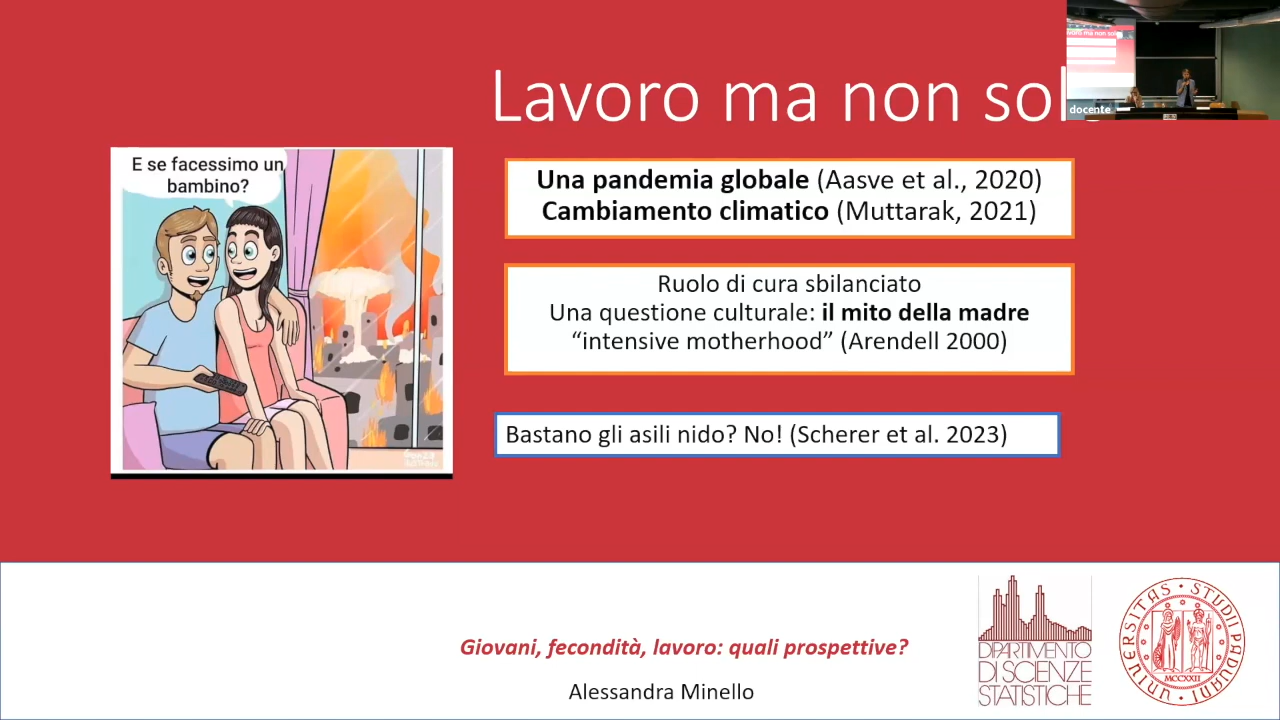 Lavoro ma non sol
docente
E se facessimo un
bambino?
Una pandemia globale (Aasve et al., 2020)
Cambiamento climatico (Muttarak, 2021)
Ruolo di cura sbilanciato
Una questione culturale: il mito della madre
“intensive motherhood” (Arendell 2000)
Bastano gli asili nido? No! (Scherer et al. 2023)
Giovani, fecondità, lavoro: quali prospettive?
Alessandra Minello
DIPARTIMENTO
DI SCIENZE
STATISTICHE
UNIVERSITAS · STUDII PADUANI
MCCXXII